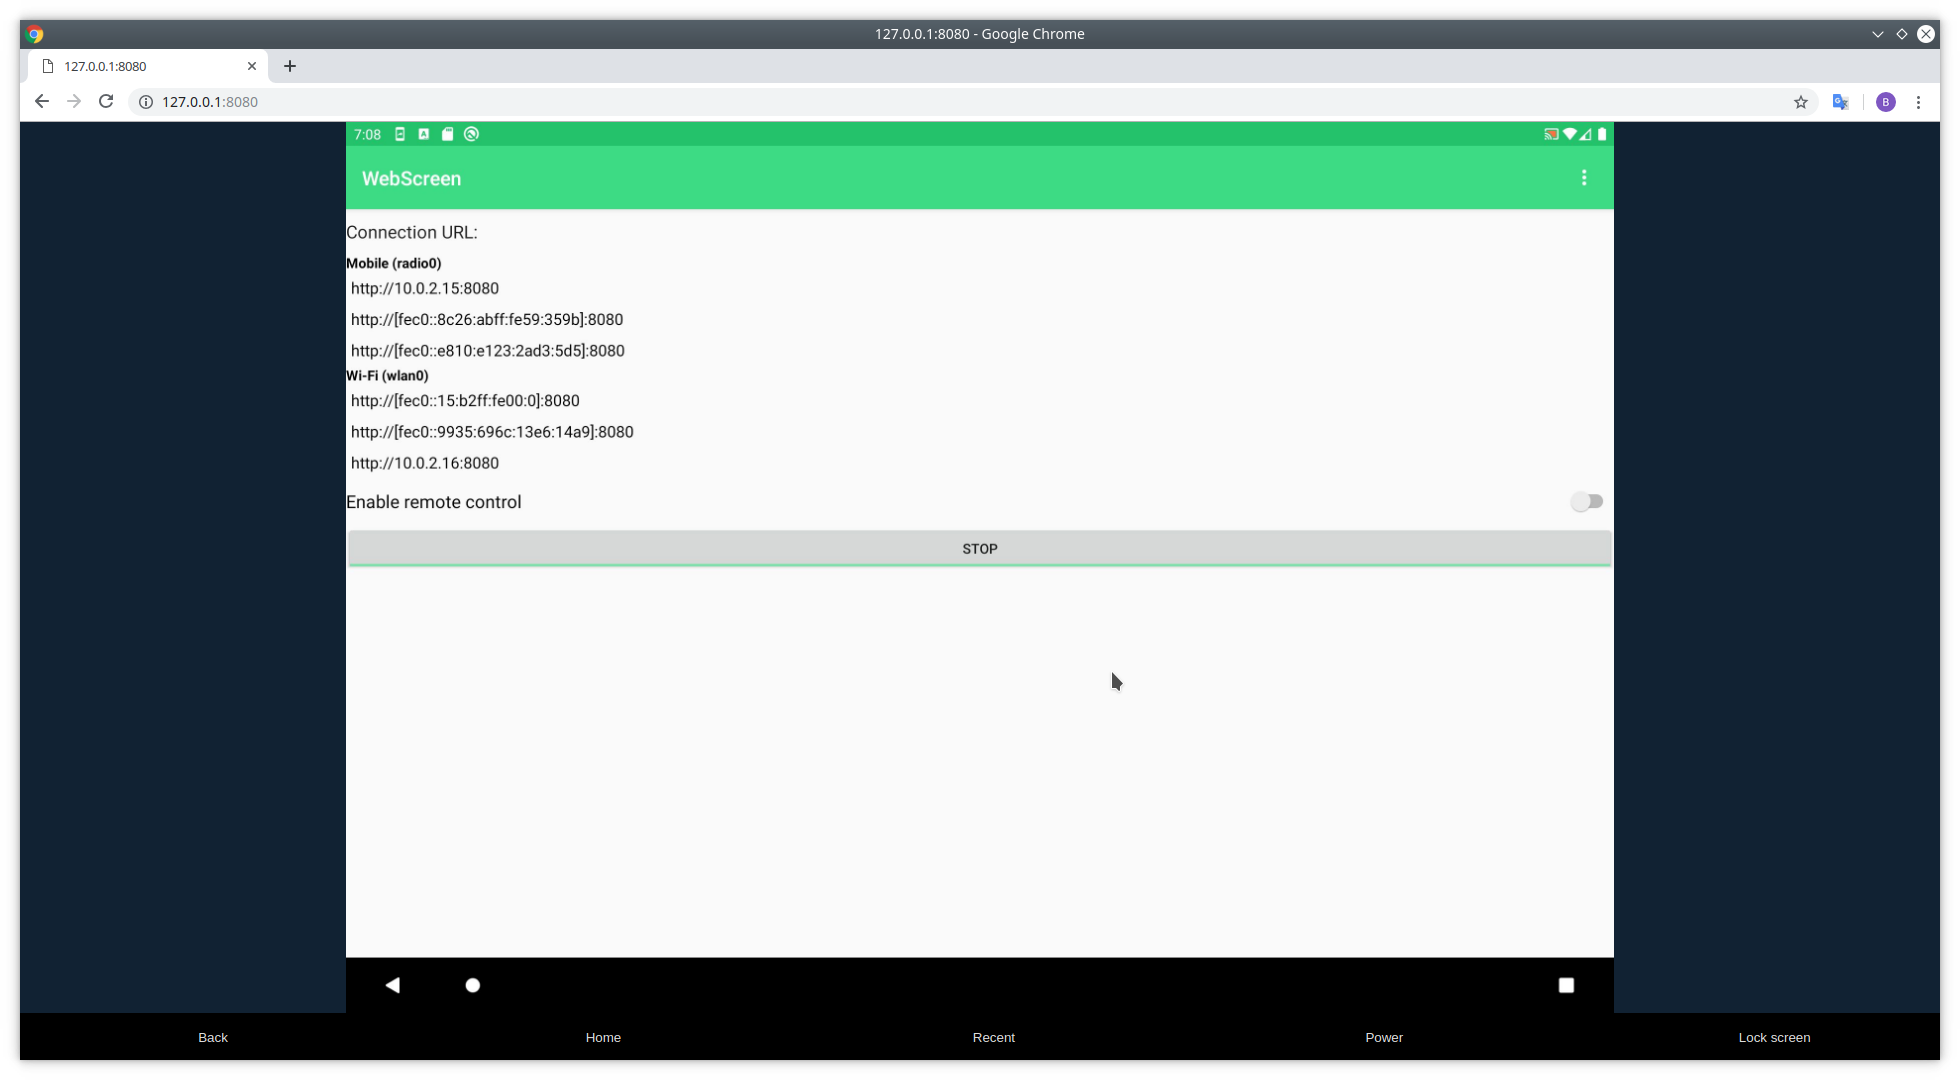 127.0.0.1:8080 - Google Chrome
127.0.0.1:8080
127.0.0.1:8080
B
7:08
WebScreen
Connection URL:
Mobile (radio0)
http://10.0.2.15:8080
http://[fec0::8c26:abff:fe59:359b]:8080
http://[fec0::e810:e123:2ad3:5d5]:8080
Wi-Fi (wlan0)
http://[fec0::15:b2ff:fe00:0]:8080
http://[fec0::9935:696c:13e6:14a9]:8080
http://10.0.2.16:8080
Enable remote control
STOP
Back Home Recent Power Lock screen